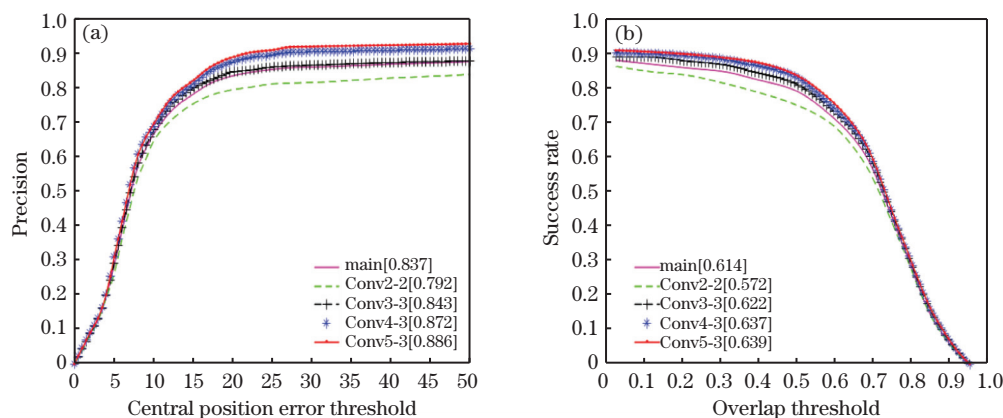 (a)
1.0
0.9
0.8
0.7
0.6
0.5
0.4
0.3
0.2
0.1
0
Precision
main[0.837]
Conv2-2[0.792]
Conv3-3[0.843]
Conv4-3[0.872]
Conv5-3[0.886]
0 5 10 15 20 25 30 35 40 45 50
Central position error threshold
(b)
1.0
0.9
0.8
0.7
0.6
0.5
0.4
0.3
0.2
0.1
0
Success rate
main[0.614]
Conv2-2[0.572]
Conv3-3[0.622]
Conv4-3[0.637]
Conv5-3[0.639]
0 0.1 0.2 0.3 0.4 0.5 0.6 0.7 0.8 0.9 1.0
Overlap threshold